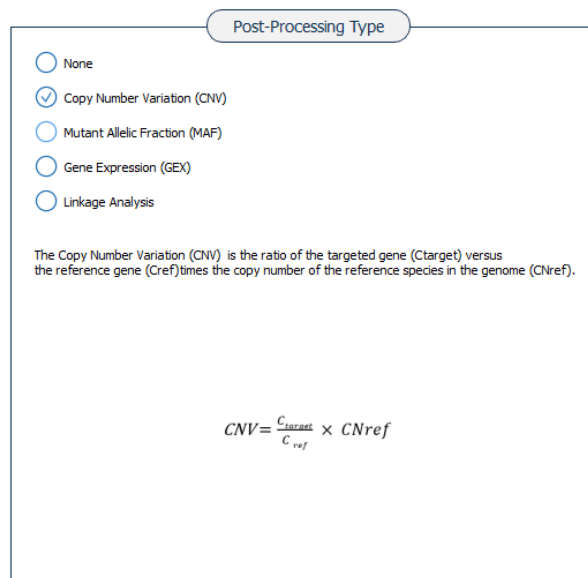 Post-Processing Type
None
Copy Number Variation (CNV)
Mutant Allelic Fraction (MAF)
Gene Expression (GEX)
Linkage Analysis
The Copy Number Variation (CNV) is the ratio of the targeted gene (Ctarget) versus
the reference gene (Cref)times the copy number of the reference species in the genome (CNref).
CNV= C_target / C_ref × CNref